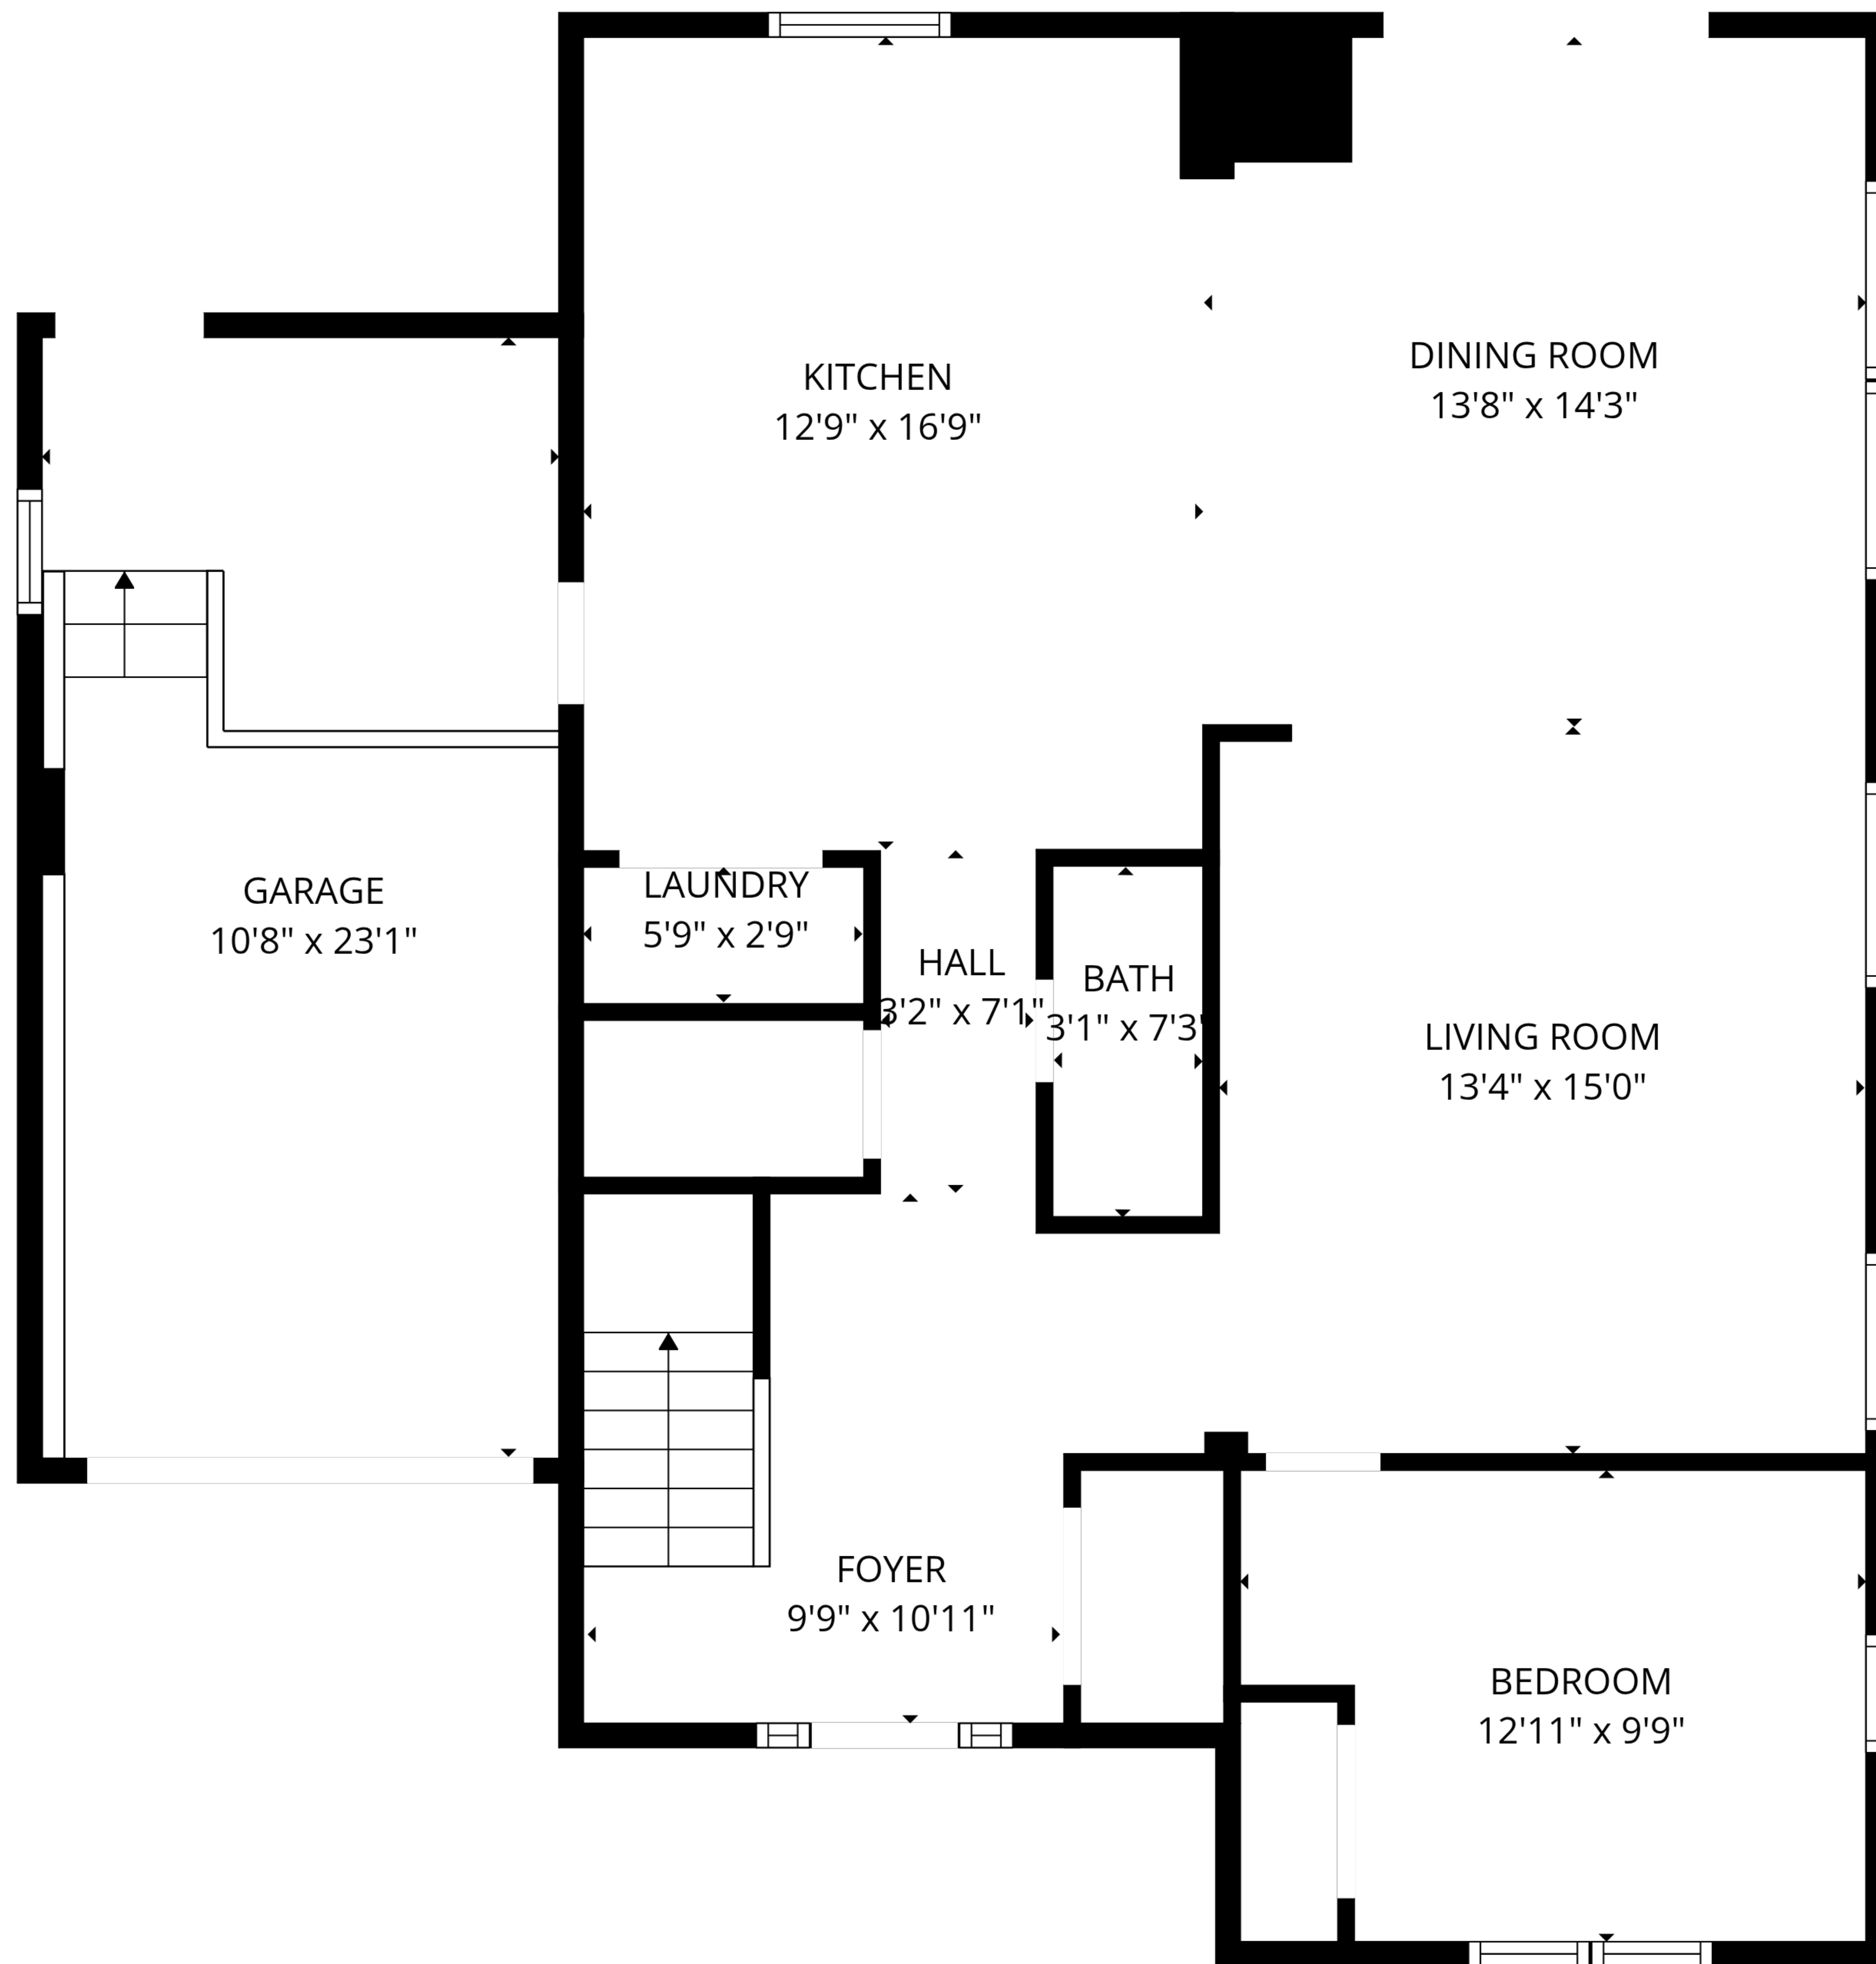 KITCHEN
12'9" x 16'9"
DINING ROOM
13'8" x 14'3"
GARAGE
10'8" x 23'1"
LAUNDRY
5'9" x 2'9"
HALL
3'2" x 7'1"
BATH
3'1" x 7'3"
LIVING ROOM
13'4" x 15'0"
FOYER
9'9" x 10'11"
BEDROOM
12'11" x 9'9"